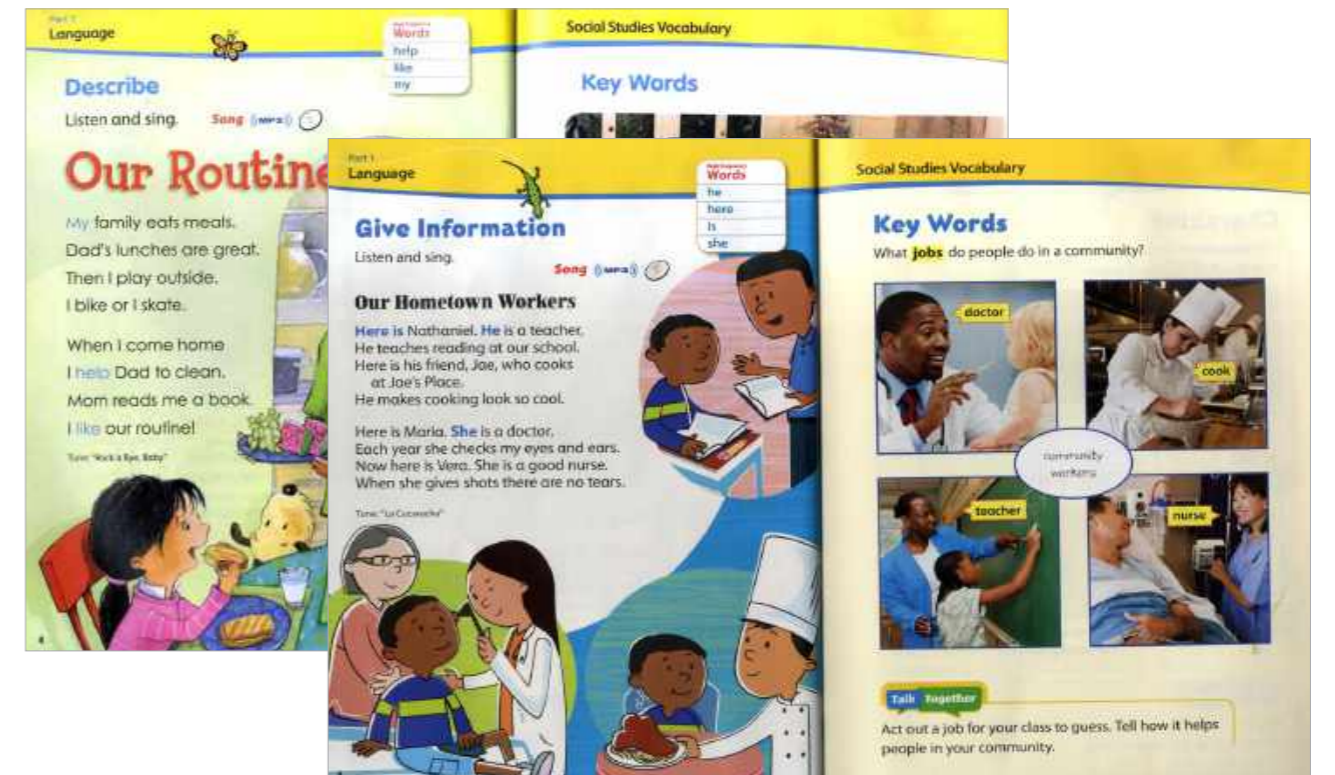 Part 1
Language
High Frequency
Words
help
like
my
Describe
Listen and sing.
Song MP3
Our Routine
My family eats meals.
Dad's lunches are great.
Then I play outside.
I bike or I skate.
When I come home
I help Dad to clean.
Mom reads me a book.
I like our routine!
Tune: "Rock a Bye, Baby"
4
Social Studies Vocabulary
Key Words
Part 1
Language
High Frequency
Words
he
here
is
she
Give Information
Listen and sing.
Song MP3
Our Hometown Workers
Here is Nathaniel. He is a teacher.
He teaches reading at our school.
Here is his friend, Jae, who cooks
at Joe's Place.
He makes cooking look so cool.
Here is Maria. She is a doctor.
Each year she checks my eyes and ears.
Now here is Vera. She is a good nurse.
When she gives shots there are no tears.
Tune: "La Cucaracha"
Social Studies Vocabulary
Key Words
What jobs do people do in a community?
doctor
cook
community
workers
teacher
nurse
Talk Together
Act out a job for your class to guess. Tell how it helps
people in your community.